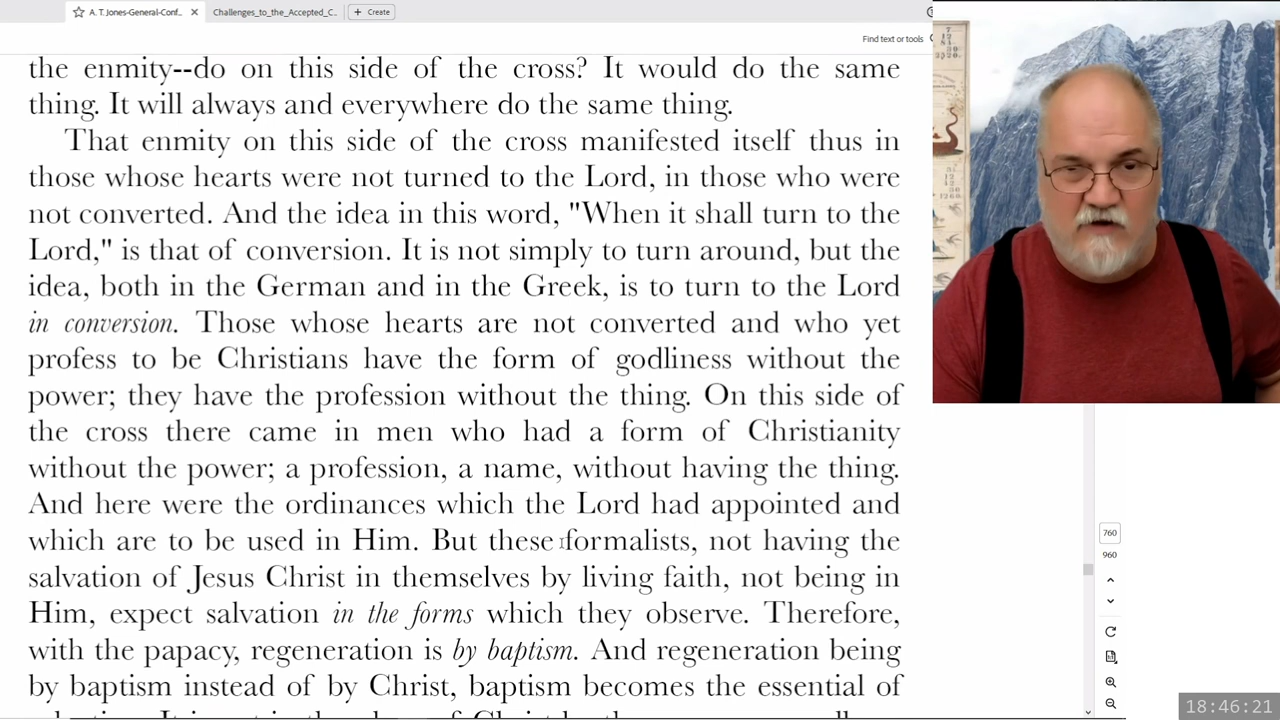 A. T. Jones-General-Conf...
Challenges_to_the_Accepted_C...
+ Create
Find text or tools
the enmity--do on this side of the cross? It would do the same
thing. It will always and everywhere do the same thing.
That enmity on this side of the cross manifested itself thus in
those whose hearts were not turned to the Lord, in those who were
not converted. And the idea in this word, "When it shall turn to the
Lord," is that of conversion. It is not simply to turn around, but the
idea, both in the German and in the Greek, is to turn to the Lord
in conversion. Those whose hearts are not converted and who yet
profess to be Christians have the form of godliness without the
power; they have the profession without the thing. On this side of
the cross there came in men who had a form of Christianity
without the power; a profession, a name, without having the thing.
And here were the ordinances which the Lord had appointed and
which are to be used in Him. But these formalists, not having the
salvation of Jesus Christ in themselves by living faith, not being in
Him, expect salvation in the forms which they observe. Therefore,
with the papacy, regeneration is by baptism. And regeneration being
by baptism instead of by Christ, baptism becomes the essential of
760
960
18:46:21